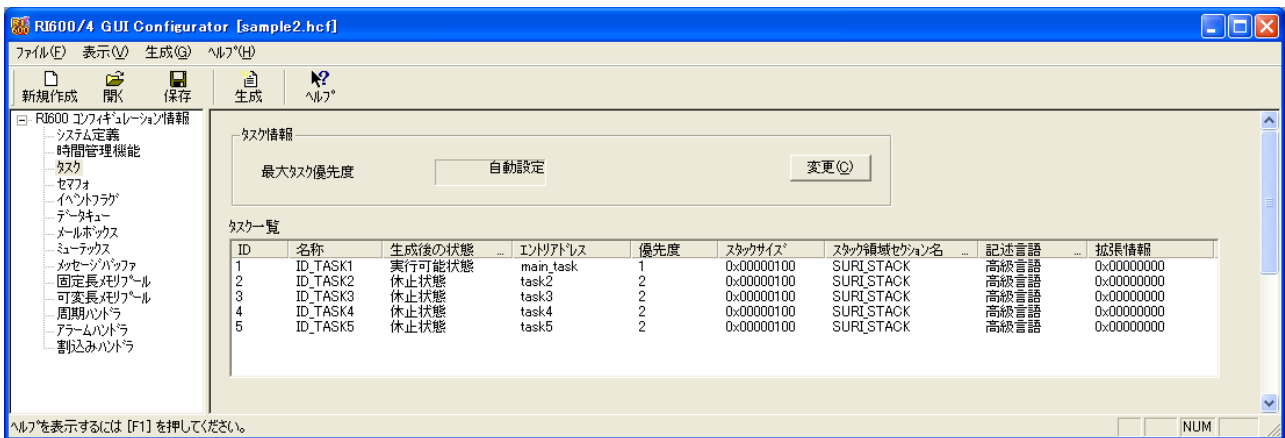 RI600/4 GUI Configurator [sample2.hcf]
ファイル(F) 表示(V) 生成(G) ヘルプ(H)
新規作成 開く 保存 生成 ヘルプ
RI600 コンフィギュレーション情報
システム定義
時間管理機能
タスク
セマフォ
イベントフラグ
データキュー
メールボックス
ミューテックス
メッセージバッファ
固定長メモリプール
可変長メモリプール
周期ハンドラ
アラームハンドラ
割込みハンドラ
タスク情報
最大タスク優先度 自動設定 変更(C)
タスク一覧
ID 名称 生成後の状態 ... エントリアドレス 優先度 スタックサイズ スタック領域セクション名 ... 記述言語 ... 拡張情報
1 ID_TASK1 実行可能状態 main_task 1 0x00000100 SURI_STACK 高級言語 0x00000000
2 ID_TASK2 休止状態 task2 2 0x00000100 SURI_STACK 高級言語 0x00000000
3 ID_TASK3 休止状態 task3 2 0x00000100 SURI_STACK 高級言語 0x00000000
4 ID_TASK4 休止状態 task4 2 0x00000100 SURI_STACK 高級言語 0x00000000
5 ID_TASK5 休止状態 task5 2 0x00000100 SURI_STACK 高級言語 0x00000000
ヘルプを表示するには [F1] を押してください。 NUM